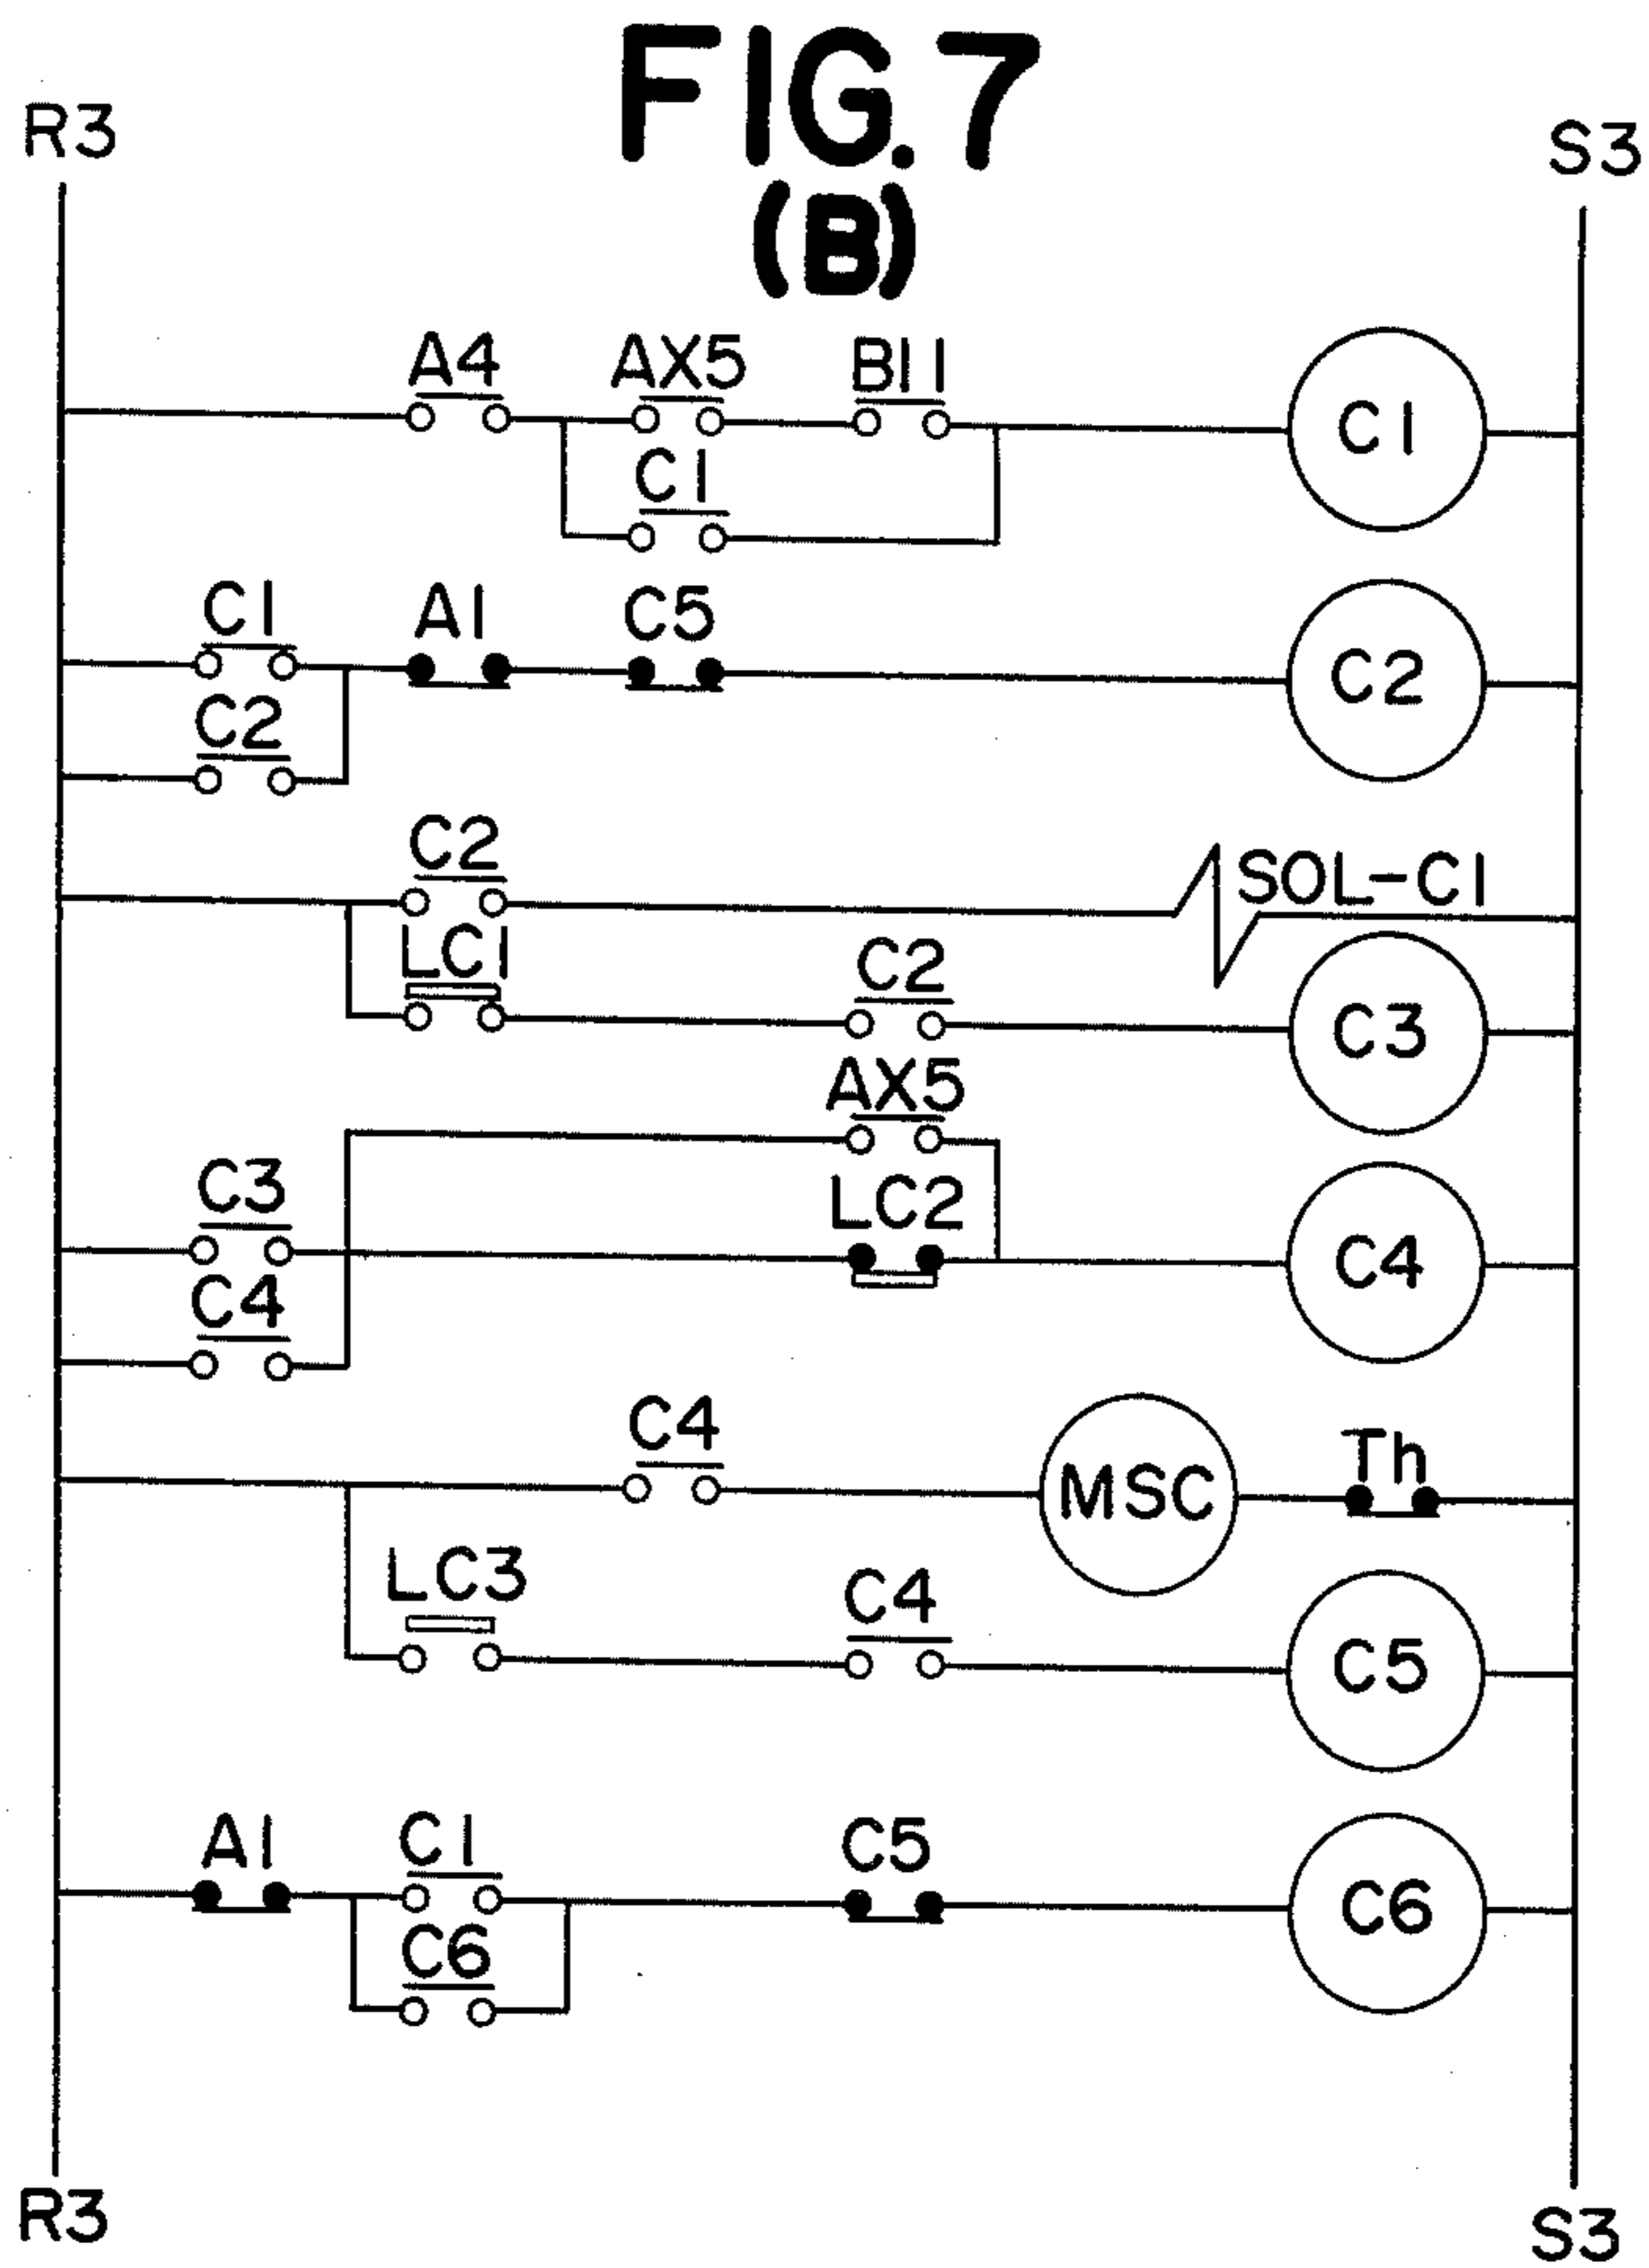 FIG. 7
(B)
R3 S3
A4 AX5 B11 C1
C1
C1 A1 C5 C2
C2
C2 SOL-C1
LC1 C2 C3
AX5
C3 LC2 C4
C4
C4 MSC Th
LC3 C4 C5
A1 C1 C5 C6
C6
R3 S3